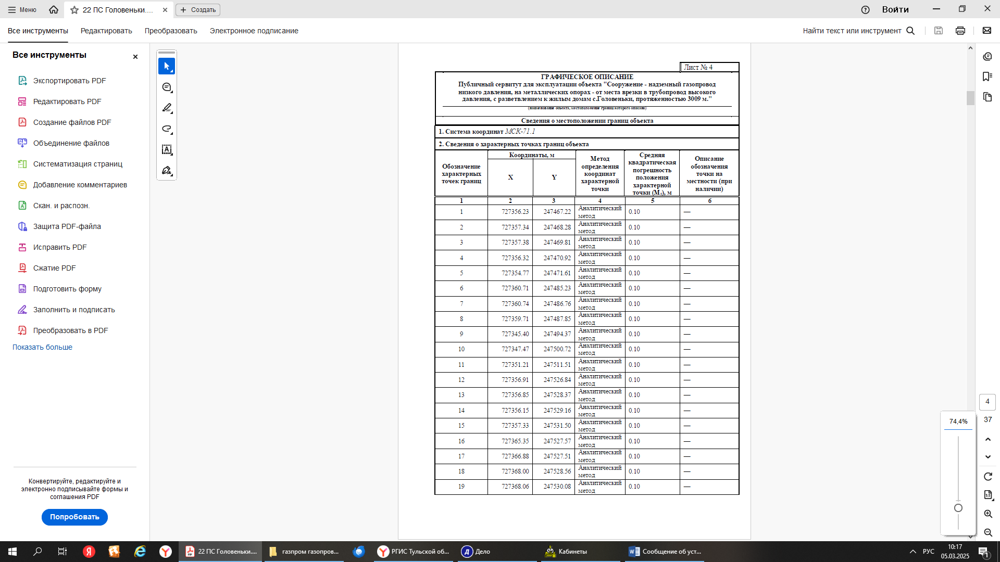 Меню
22 ПС Головеньки....
Создать
Войти
Все инструменты
Редактировать
Преобразовать
Электронное подписание
Найти текст или инструмент
Все инструменты
Экспортировать PDF
Редактировать PDF
Создание файлов PDF
Объединение файлов
Систематизация страниц
Добавление комментариев
Скан. и распозн.
Защита PDF-файла
Исправить PDF
Сжатие PDF
Подготовить форму
Заполнить и подписать
Преобразовать в PDF
Показать больше
Конвертируйте, редактируйте и
электронно подписывайте формы и
соглашения PDF
Попробовать
Лист № 4
ГРАФИЧЕСКОЕ ОПИСАНИЕ
Публичный сервитут для эксплуатации объекта "Сооружение - надземный газопровод
низкого давления, на металлических опорах - от места врезки в трубопровод высокого
давления, с разветвлением к жилым домам с.Головеньки, протяженностью 3009 м."
(наименование объекта, местоположение границ которого описано)
Сведения о местоположении границ объекта
1. Система координат МСК-71.1
2. Сведения о характерных точках границ объекта
Обозначение характерных точек границ
Координаты, м
X
Y
Метод определения координат характерной точки
Средняя квадратическая погрешность положения характерной точки (Mt), м
Описание обозначения точки на местности (при наличии)
1 2 3 4 5 6
1 727356.23 247467.22 Аналитический метод 0.10 —
2 727357.34 247468.28 Аналитический метод 0.10 —
3 727357.38 247469.81 Аналитический метод 0.10 —
4 727356.32 247470.92 Аналитический метод 0.10 —
5 727354.77 247471.61 Аналитический метод 0.10 —
6 727360.71 247485.23 Аналитический метод 0.10 —
7 727360.74 247486.76 Аналитический метод 0.10 —
8 727359.71 247487.85 Аналитический метод 0.10 —
9 727345.40 247494.37 Аналитический метод 0.10 —
10 727347.47 247500.72 Аналитический метод 0.10 —
11 727351.21 247511.51 Аналитический метод 0.10 —
12 727356.91 247526.84 Аналитический метод 0.10 —
13 727356.85 247528.37 Аналитический метод 0.10 —
14 727356.15 247529.16 Аналитический метод 0.10 —
15 727357.33 247531.50 Аналитический метод 0.10 —
16 727365.35 247527.57 Аналитический метод 0.10 —
17 727366.88 247527.51 Аналитический метод 0.10 —
18 727368.00 247528.56 Аналитический метод 0.10 —
19 727368.06 247530.08 Аналитический метод 0.10 —
4
37
74,4%
22 ПС Головеньки....
газпром газопров...
РГИС Тульской об...
Дело
Кабинеты
Сообщение об уст...
РУС
10:17
05.03.2025
1